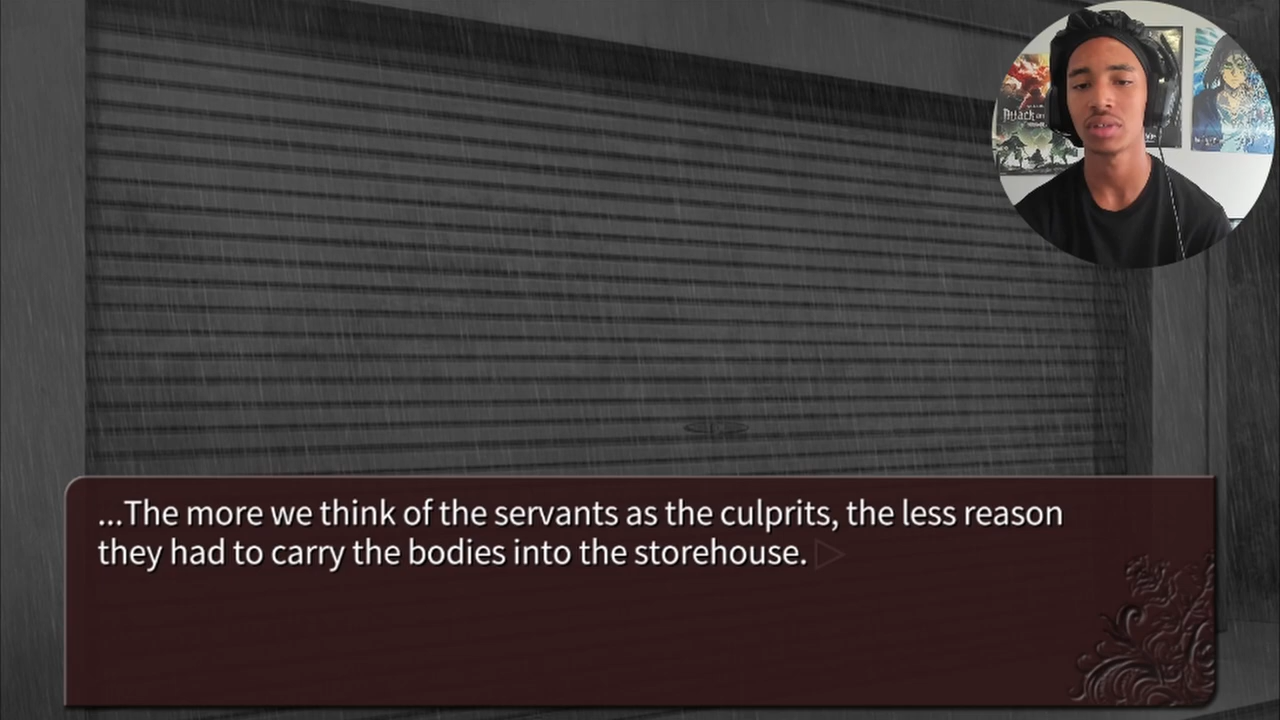 ...The more we think of the servants as the culprits, the less reason
they had to carry the bodies into the storehouse.